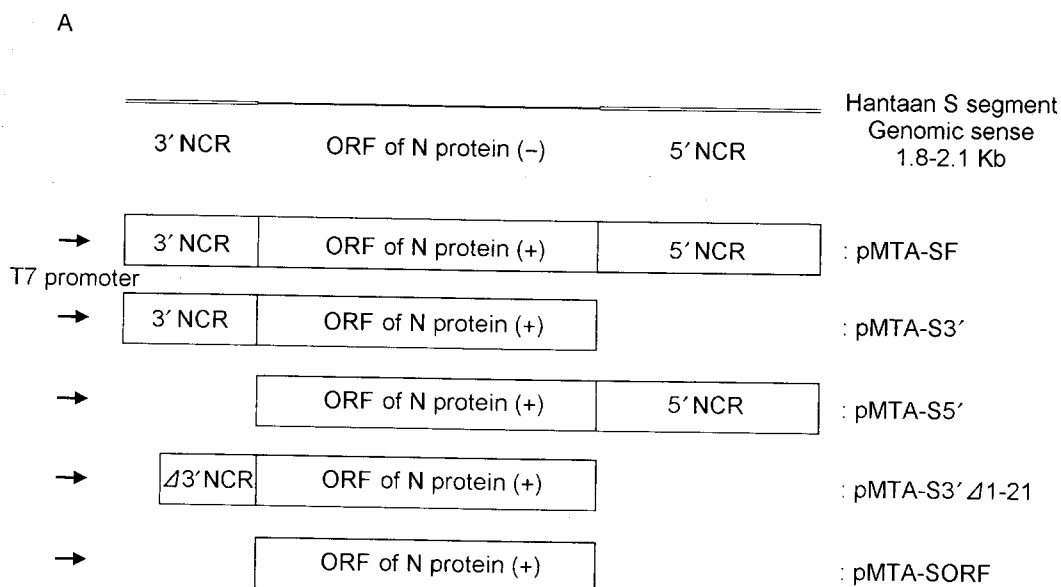 A
Hantaan S segment
Genomic sense
1.8-2.1 Kb
3′ NCR ORF of N protein (−) 5′ NCR
3′ NCR ORF of N protein (+) 5′ NCR : pMTA-SF
T7 promoter
3′ NCR ORF of N protein (+) : pMTA-S3′
ORF of N protein (+) 5′ NCR : pMTA-S5′
Δ3′NCR ORF of N protein (+) : pMTA-S3′ Δ1-21
ORF of N protein (+) : pMTA-SORF